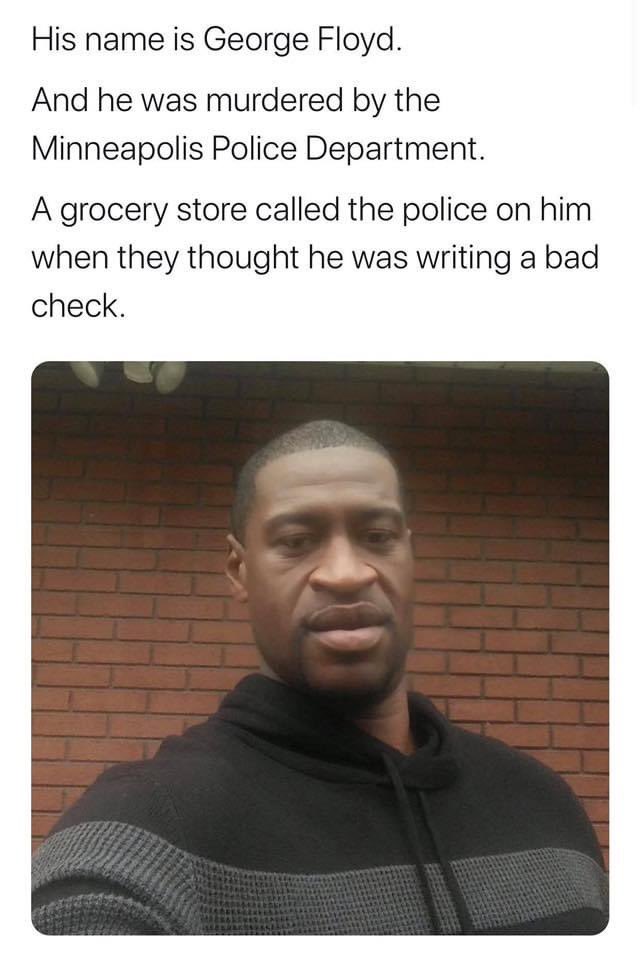 His name is George Floyd.
And he was murdered by the
Minneapolis Police Department.
A grocery store called the police on him
when they thought he was writing a bad
check.